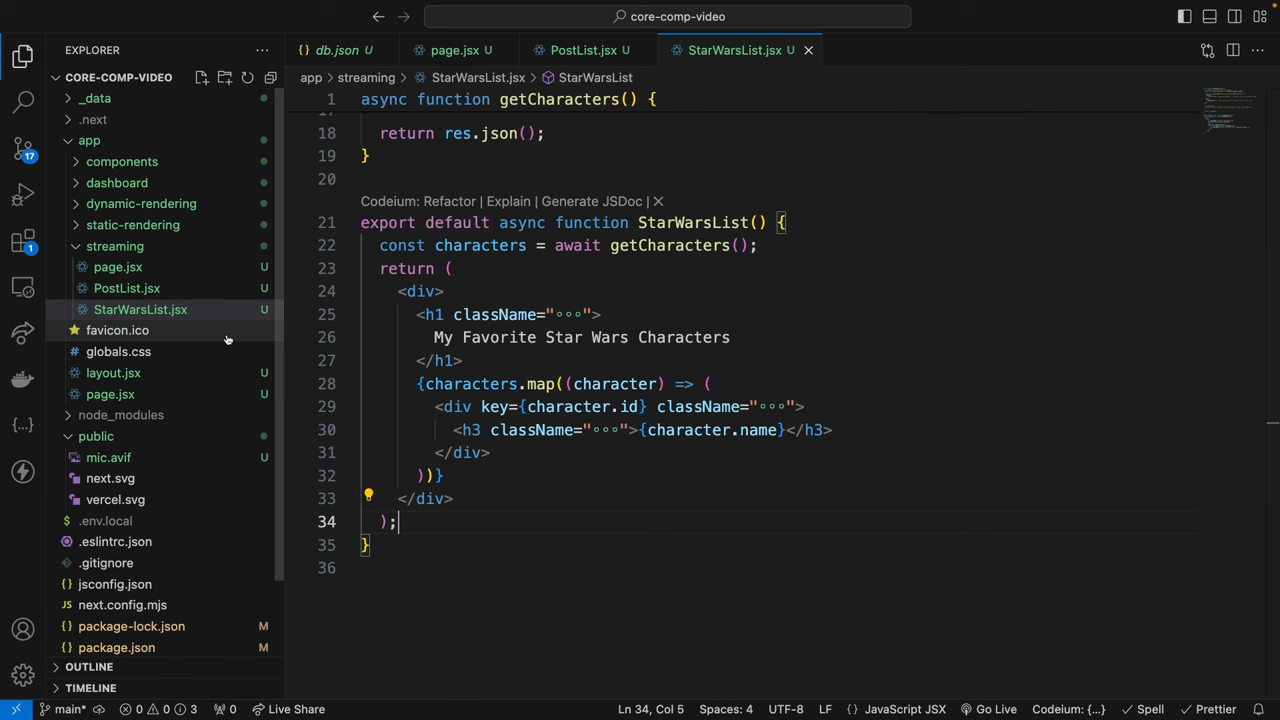 core-comp-video
EXPLORER
db.json U
page.jsx U
PostList.jsx U
StarWarsList.jsx U
CORE-COMP-VIDEO
app > streaming > StarWarsList.jsx > StarWarsList
_data
.next
app
components
dashboard
dynamic-rendering
static-rendering
streaming
page.jsx U
PostList.jsx U
StarWarsList.jsx U
favicon.ico
globals.css
layout.jsx U
page.jsx U
node_modules
public
mic.avif U
next.svg
vercel.svg
.env.local
.eslintrc.json
.gitignore
jsconfig.json
next.config.mjs
package-lock.json M
package.json M
OUTLINE
TIMELINE
17
1
1 async function getCharacters() {
17
18 return res.json();
19 }
20
Codeium: Refactor | Explain | Generate JSDoc | ✕
21 export default async function StarWarsList() {
22 const characters = await getCharacters();
23 return (
24 <div>
25 <h1 className="•••">
26 My Favorite Star Wars Characters
27 </h1>
28 {characters.map((character) => (
29 <div key={character.id} className="•••">
30 <h3 className="•••">{character.name}</h3>
31 </div>
32 ))}
33 </div>
34 );
35 }
36
main* 0 0 3 0 Live Share Ln 34, Col 5 Spaces: 4 UTF-8 LF {} JavaScript JSX Go Live Codeium: {...} Spell Prettier